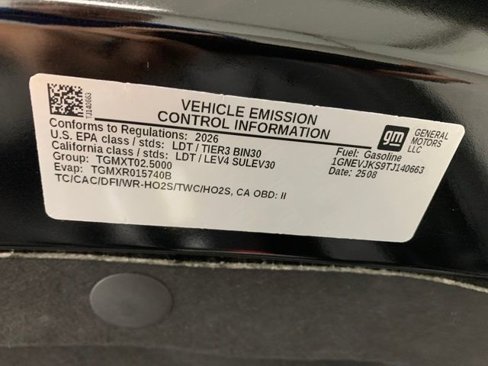 TJ140663
VEHICLE EMISSION
CONTROL INFORMATION
Conforms to Regulations: 2026
U.S. EPA class / stds: LDT / TIER3 BIN30
California class / stds: LDT / LEV4 SULEV30
Group: TGMXT02.5000
Evap: TGMXR015740B
TC/CAC/DFI/WR-HO2S/TWC/HO2S, CA OBD: II
gm GENERAL
MOTORS
LLC
Fuel: Gasoline
1GNEVJKS9TJ140663
Date: 2508